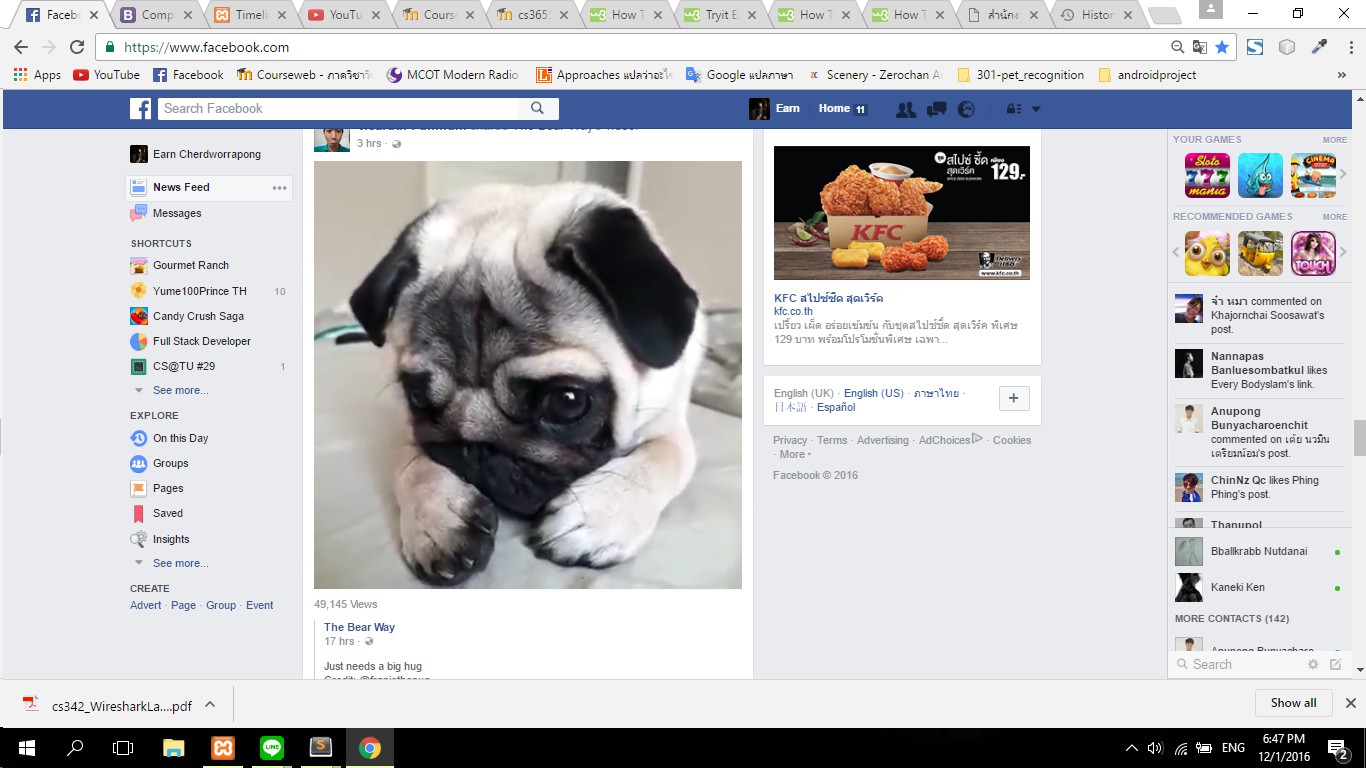 Facebo
Comp
Timeli
YouTu
Course
cs365
How T
Tryit E
How T
How T
สำนักง
Histor
https://www.facebook.com
Apps
YouTube
Facebook
Courseweb - ภาควิชาวิ
MCOT Modern Radio
Approaches แปลว่าอะไ
Google แปลภาษา
Scenery - Zerochan A
301-pet_recognition
androidproject
»
Search Facebook
Earn
Home 11
Earn Cherdworrapong
News Feed
Messages
SHORTCUTS
Gourmet Ranch
Yume100Prince TH 10
Candy Crush Saga
Full Stack Developer
CS@TU #29 1
See more...
EXPLORE
On this Day
Groups
Pages
Saved
Insights
See more...
CREATE
Advert · Page · Group · Event
3 hrs ·
49,145 Views
The Bear Way
17 hrs ·
Just needs a big hug
สไปซ์ ซี้ด
สุดเวิร์ค
129.-
KFC
Delivery
1150
www.kfc.co.th
KFC สไปซ์ซี้ด สุดเวิร์ค
kfc.co.th
เปรี้ยว เผ็ด อร่อยเข้มข้น กับชุดสไปซ์ซี้ด สุดเวิร์ค พิเศษ
129 บาท พร้อมโปรโมชั่นพิเศษ เฉพา...
English (UK) · English (US) · ภาษาไทย ·
日本語 · Español
Privacy · Terms · Advertising · AdChoices · Cookies
· More
Facebook © 2016
YOUR GAMES MORE
Sloto
777
mania
CINEMA
RECOMMENDED GAMES MORE
TOUCH
จ๋า หมา commented on
Khajornchai Soosawat's
post.
Nannapas
Banluesombatkul likes
Every Bodyslam's link.
Anupong
Bunyacharoenchit
commented on เต้ย นวมิน
เตรียมน้อม's post.
ChinNz Qc likes Phing
Phing's post.
Thanupol
Bballkrabb Nutdanai
Kaneki Ken
MORE CONTACTS (142)
Anupong Bunyacharo
Search
cs342_WiresharkLa....pdf
Show all
ENG
6:47 PM
12/1/2016
2